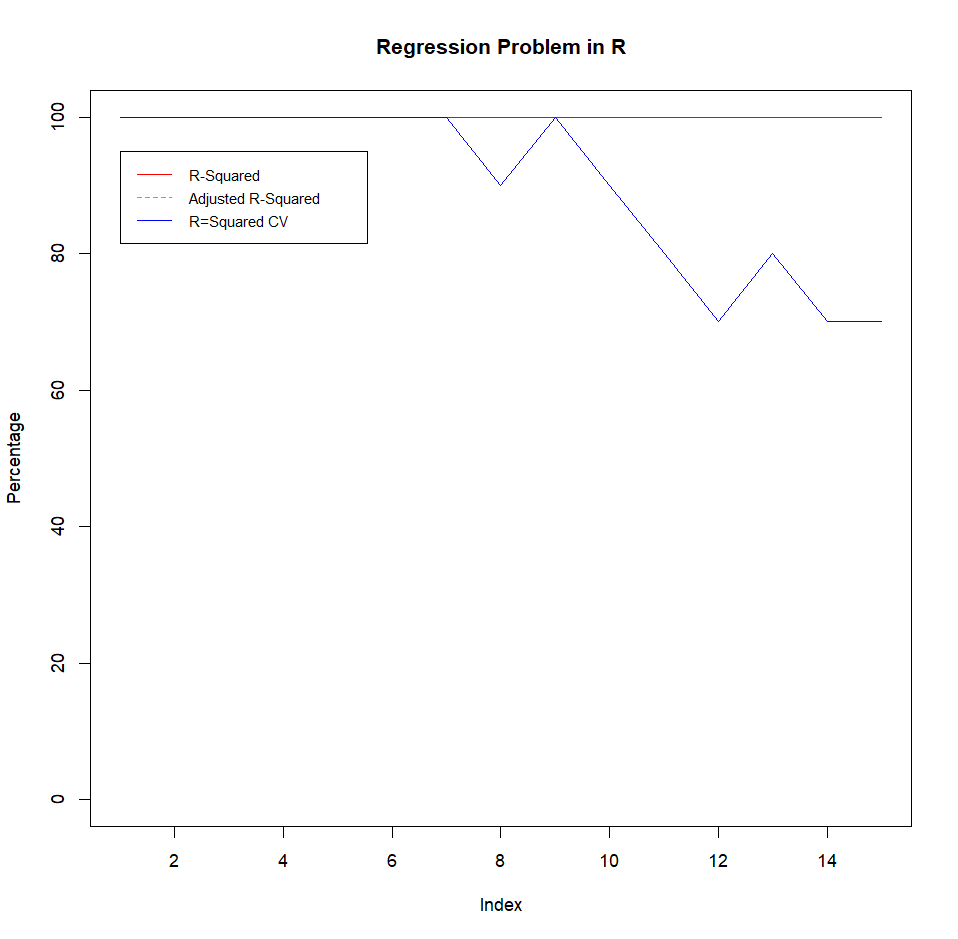 Regression Problem in R
100
80
60
40
20
0
Percentage
R-Squared
Adjusted R-Squared
R=Squared CV
2 4 6 8 10 12 14
Index